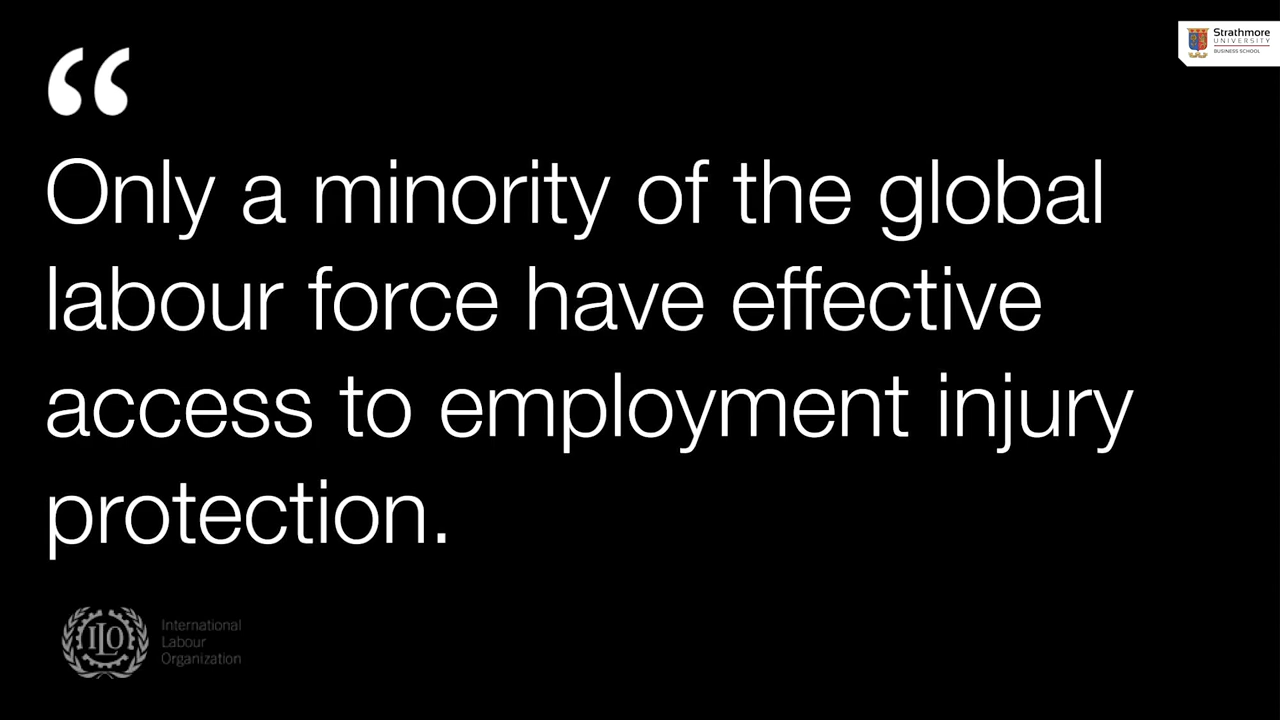 “
Strathmore
UNIVERSITY
BUSINESS SCHOOL
Only a minority of the global
labour force have effective
access to employment injury
protection.
ILO
International
Labour
Organization